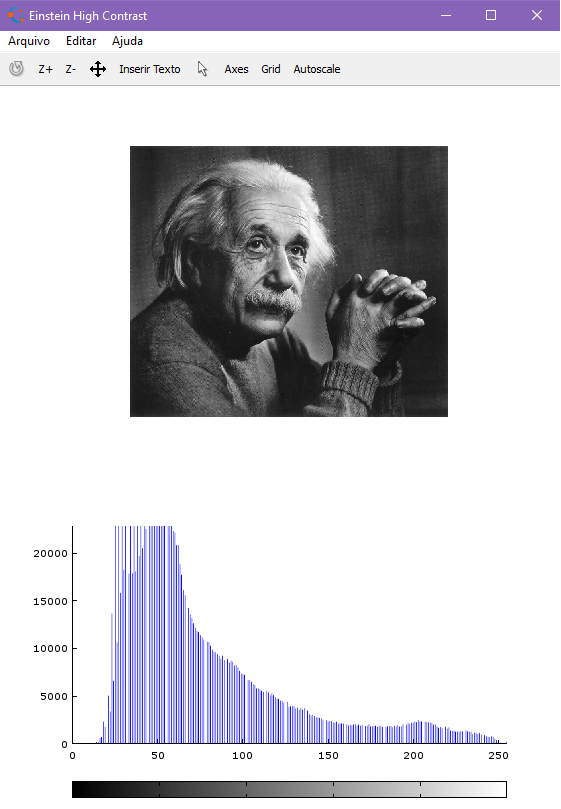 Einstein High Contrast
Arquivo Editar Ajuda
Z+ Z- Inserir Texto Axes Grid Autoscale
20000
15000
10000
5000
0
0 50 100 150 200 250